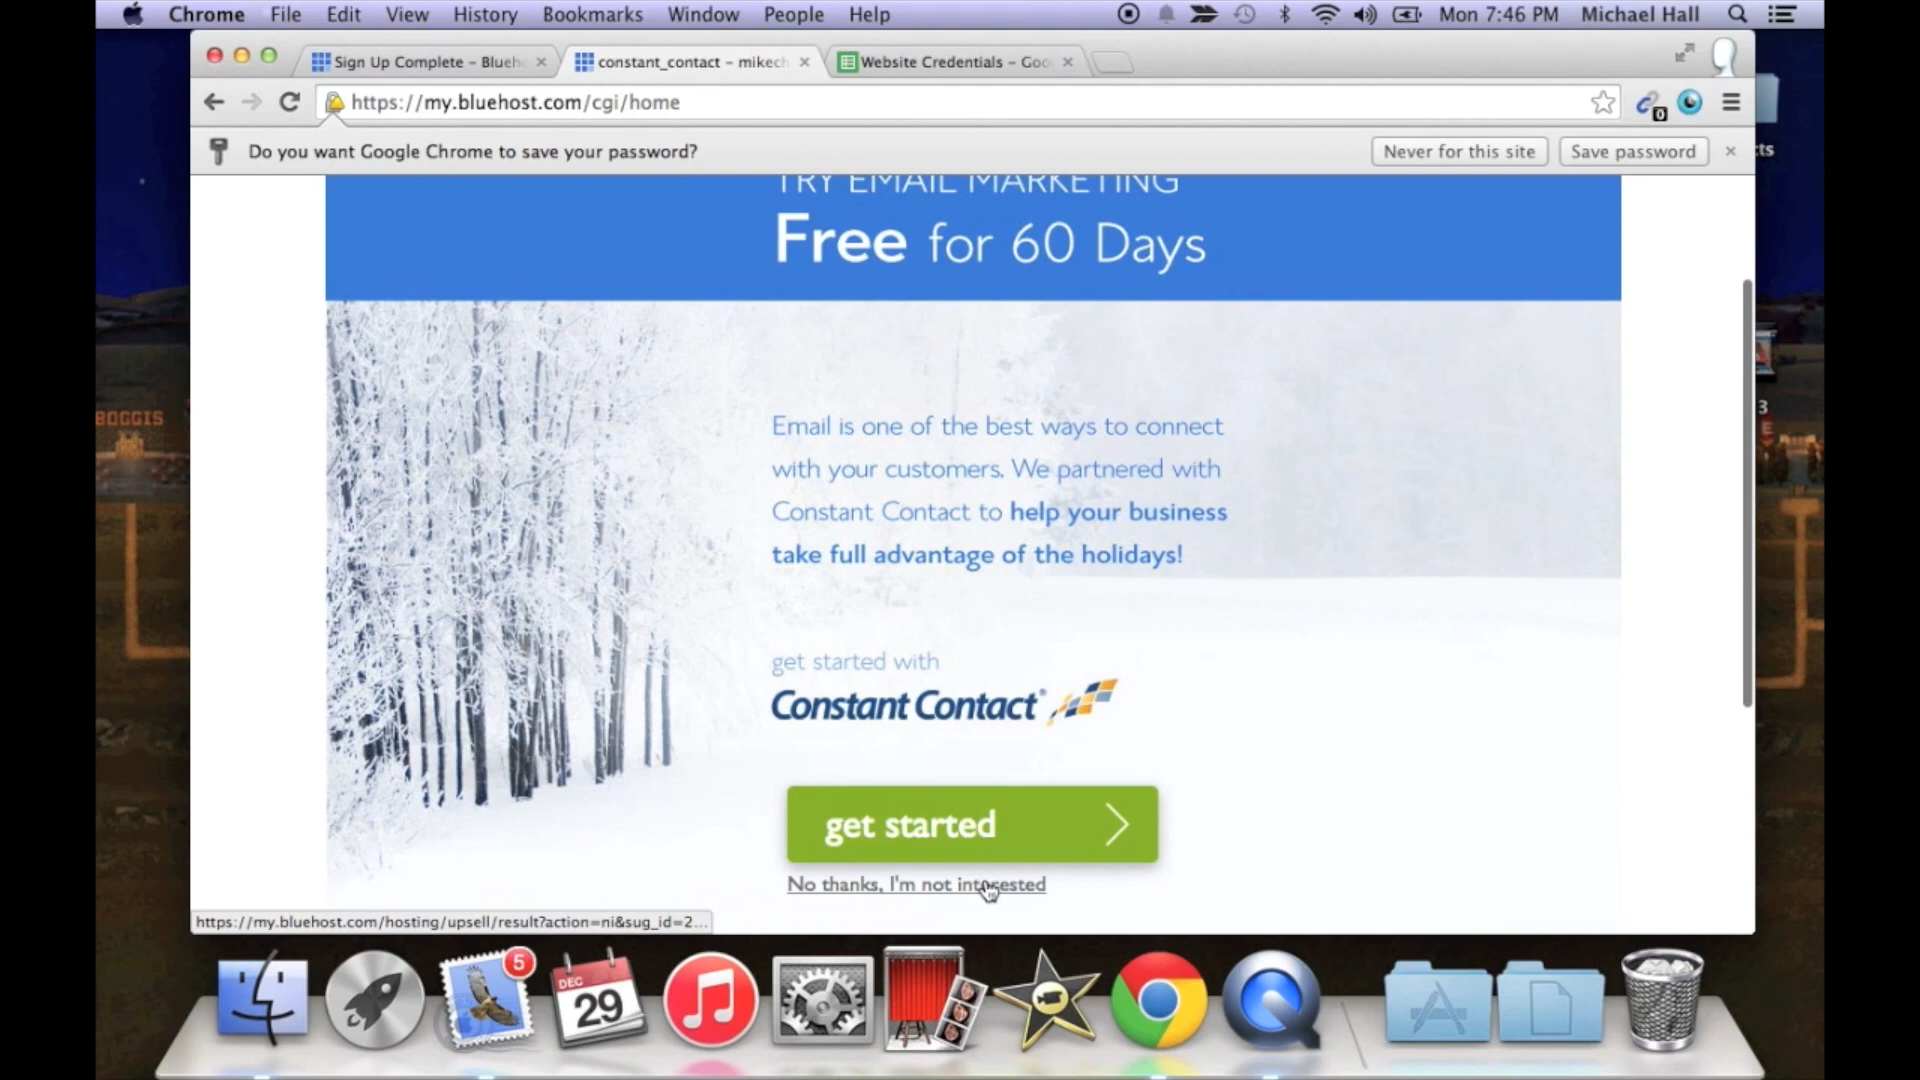 Chrome File Edit View History Bookmarks Window People Help Mon 7:46 PM Michael Hall
Sign Up Complete – Blueho constant_contact – mikech Website Credentials – Goo
https://my.bluehost.com/cgi/home 0
Do you want Google Chrome to save your password? Never for this site Save password
TRY EMAIL MARKETING
Free for 60 Days
Email is one of the best ways to connect
with your customers. We partnered with
Constant Contact to help your business
take full advantage of the holidays!
get started with
Constant Contact®
get started
No thanks, I'm not interested
https://my.bluehost.com/hosting/upsell/result?action=ni&sug_id=2...
BOGGIS
cts
3
5
DEC
29